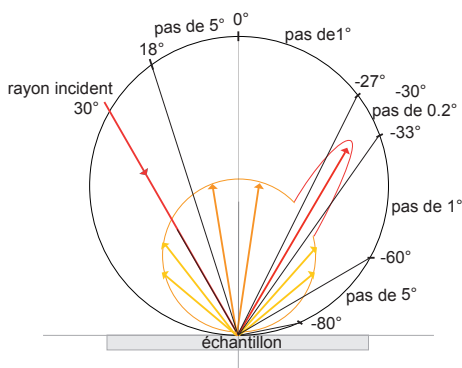 0°
pas de 5°
pas de1°
18°
rayon incident
30°
-27°
-30°
pas de 0.2°
-33°
pas de 1°
-60°
pas de 5°
-80°
échantillon